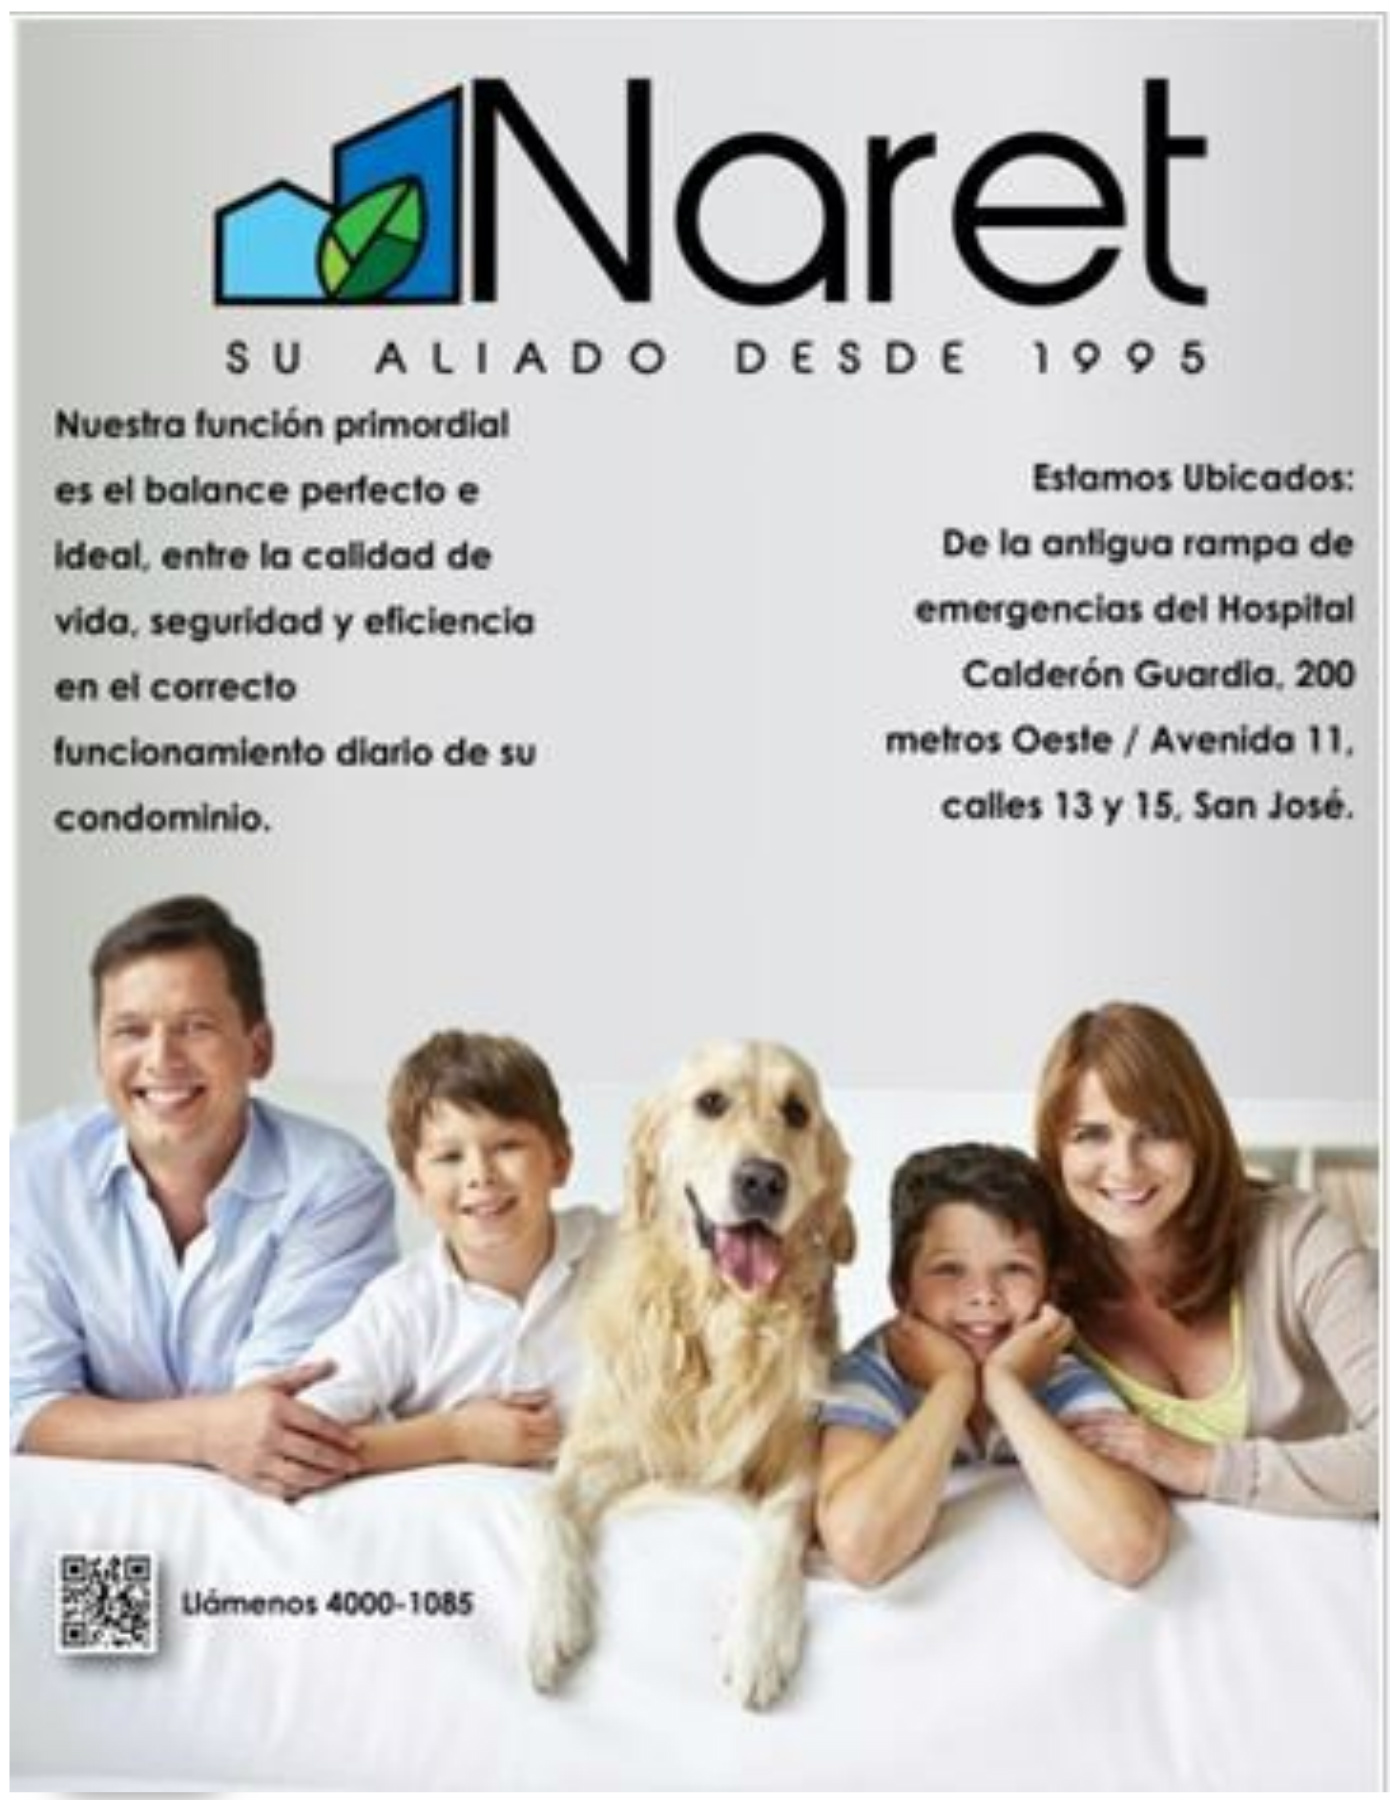 Naret
SU ALIADO DESDE 1995
Nuestra función primordial
es el balance perfecto e
ideal, entre la calidad de
vida, seguridad y eficiencia
en el correcto
funcionamiento diario de su
condominio.
Estamos Ubicados:
De la antigua rampa de
emergencias del Hospital
Calderón Guardia, 200
metros Oeste / Avenida 11,
calles 13 y 15, San José.
Llámenos 4000-1085